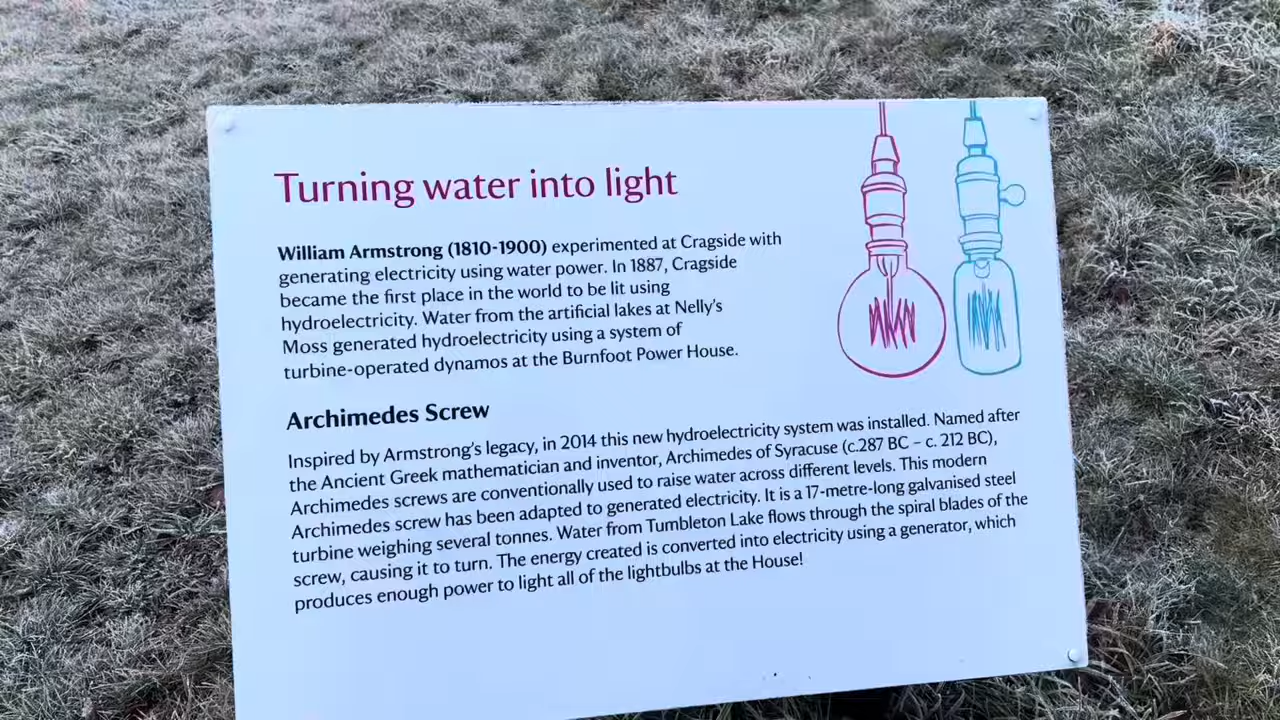 Turning water into light
William Armstrong (1810-1900) experimented at Cragside with
generating electricity using water power. In 1887, Cragside
became the first place in the world to be lit using
hydroelectricity. Water from the artificial lakes at Nelly's
Moss generated hydroelectricity using a system of
turbine-operated dynamos at the Burnfoot Power House.
Archimedes Screw
Inspired by Armstrong's legacy, in 2014 this new hydroelectricity system was installed. Named after
the Ancient Greek mathematician and inventor, Archimedes of Syracuse (c.287 BC – c. 212 BC),
Archimedes screws are conventionally used to raise water across different levels. This modern
Archimedes screw has been adapted to generated electricity. It is a 17-metre-long galvanised steel
turbine weighing several tonnes. Water from Tumbleton Lake flows through the spiral blades of the
screw, causing it to turn. The energy created is converted into electricity using a generator, which
produces enough power to light all of the lightbulbs at the House!